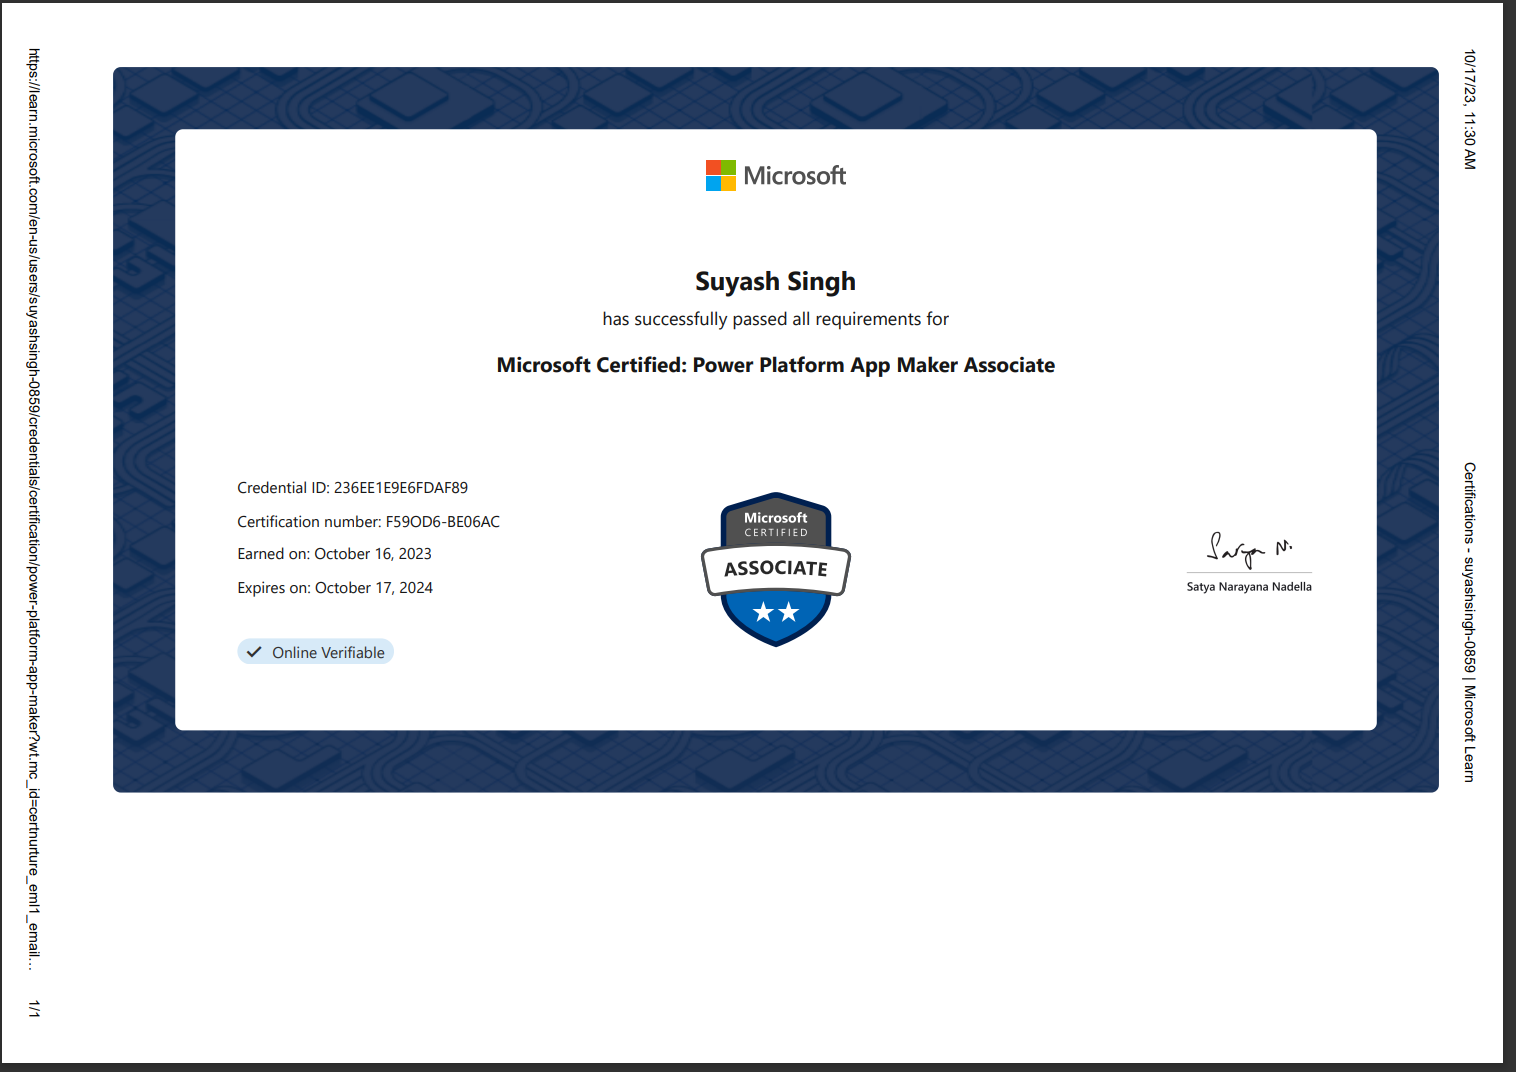 10/17/23, 11:30 AM
Certifications - suyashsingh-0859 | Microsoft Learn
Microsoft
Suyash Singh
has successfully passed all requirements for
Microsoft Certified: Power Platform App Maker Associate
Credential ID: 236EE1E9E6FDAF89
Certification number: F59OD6-BE06AC
Earned on: October 16, 2023
Expires on: October 17, 2024
Online Verifiable
Microsoft
CERTIFIED
ASSOCIATE
Satya N.
Satya Narayana Nadella
https://learn.microsoft.com/en-us/users/suyashsingh-0859/credentials/certification/power-platform-app-maker?wt.mc_id=certnurture_eml1_email...
1/1